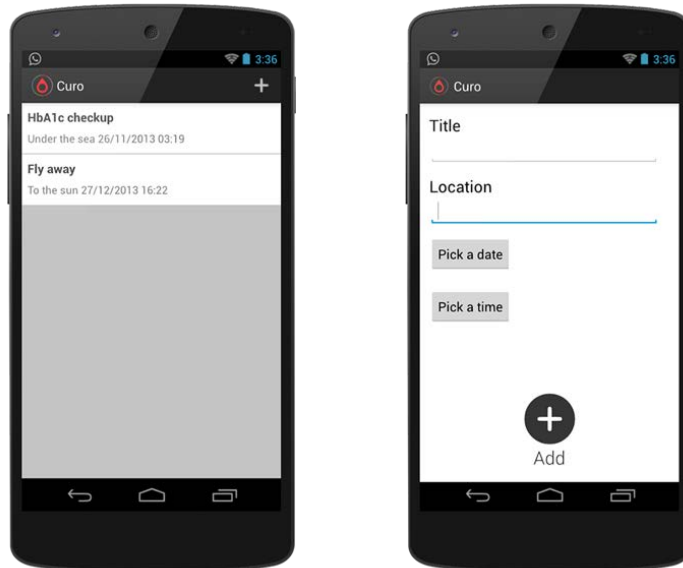 3:36
Curo
HbA1c checkup
Under the sea 26/11/2013 03:19
Fly away
To the sun 27/12/2013 16:22
3:36
Curo
Title
Location
Pick a date
Pick a time
Add